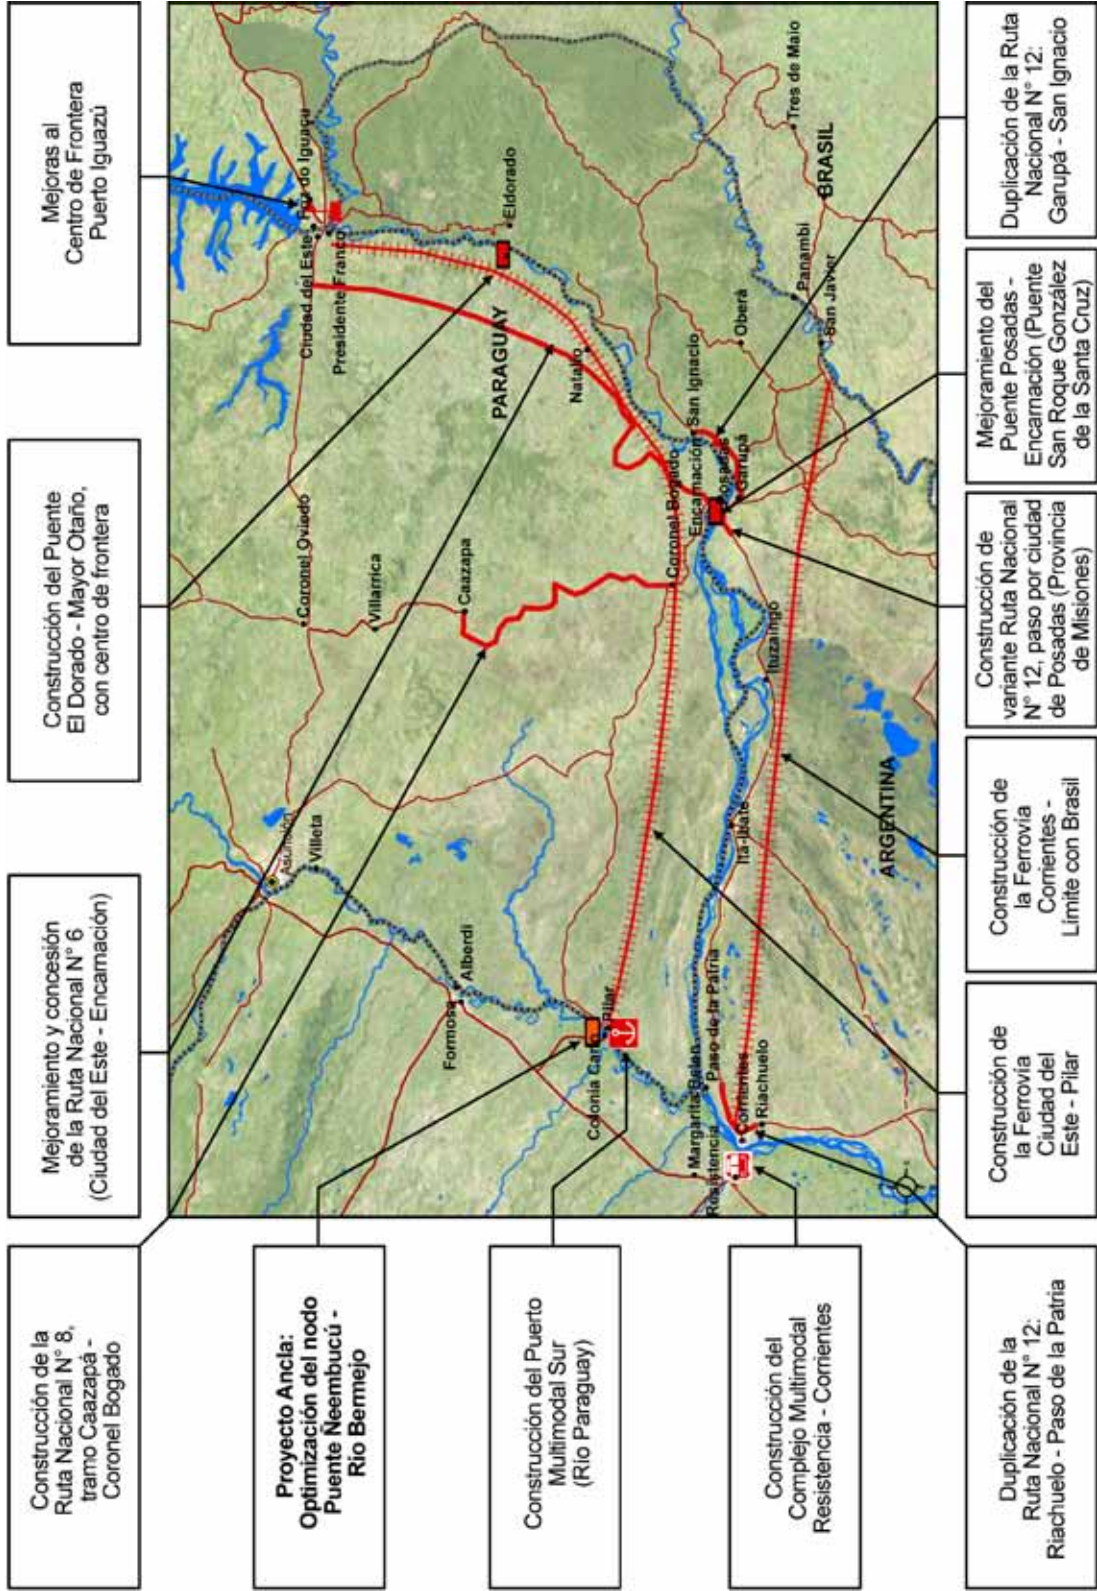 Construcción de la
Ruta Nacional N° 8,
tramo Caazapá -
Coronel Bogado
Mejoramiento y concesión
de la Ruta Nacional N° 6
(Ciudad del Este - Encarnación)
Construcción del Puente
El Dorado - Mayor Otaño,
con centro de frontera
Mejoras al
Centro de Frontera
Puerto Iguazú
Proyecto Ancla:
Optimización del nodo
Puente Ñeembucú -
Rio Bermejo
Construcción del Puerto
Multimodal Sur
(Río Paraguay)
Construcción del
Complejo Multimodal
Resistencia - Corrientes
Duplicación de la
Ruta Nacional N° 12:
Riachuelo - Paso de la Patria
Asunción
Villeta
Coronel Oviedo
Ciudad del Este
Foz do Iguaçu
Presidente Franco
Villarrica
Formosa
Alberdi
Caazapa
PARAGUAY
Eldorado
Natalio
Colonia Cano
Pilar
Coronel Bogado
Encarnación
San Ignacio
Posadas
Garupá
Oberá
Margarita Belen
Paso de la Patria
Resistencia
Corrientes
Riachuelo
Ita-Ibate
Ituzaingo
Panambi
San Javier
Tres de Maio
BRASIL
ARGENTINA
Construcción de
la Ferrovía
Ciudad del
Este - Pilar
Construcción de
la Ferrovía
Corrientes -
Límite con Brasil
Construcción de
variante Ruta Nacional
N° 12, paso por ciudad
de Posadas (Provincia
de Misiones)
Mejoramiento del
Puente Posadas -
Encarnación (Puente
San Roque González
de la Santa Cruz)
Duplicación de la Ruta
Nacional N° 12:
Garupá - San Ignacio